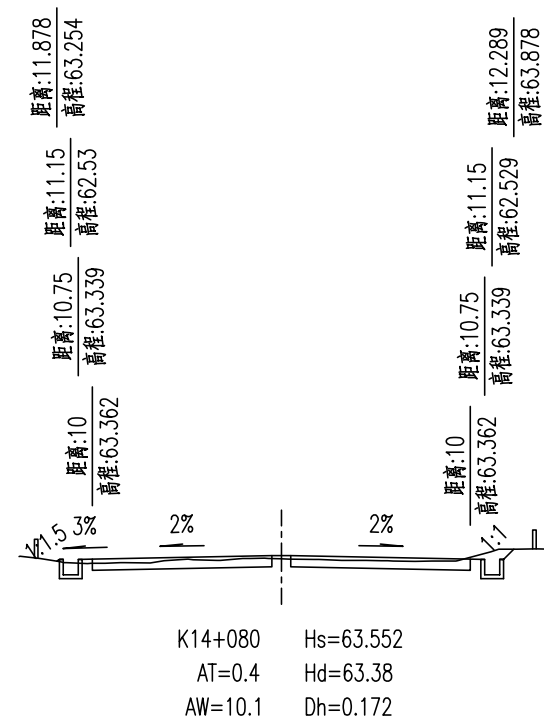 距离:11.878
高程:63.254
距离:11.15
高程:62.53
距离:10.75
高程:63.339
距离:10
高程:63.362
距离:12.289
高程:63.878
距离:11.15
高程:62.529
距离:10.75
高程:63.339
距离:10
高程:63.362
1:1.5 3% 2% 2% 1:1
K14+080 Hs=63.552
AT=0.4 Hd=63.38
AW=10.1 Dh=0.172